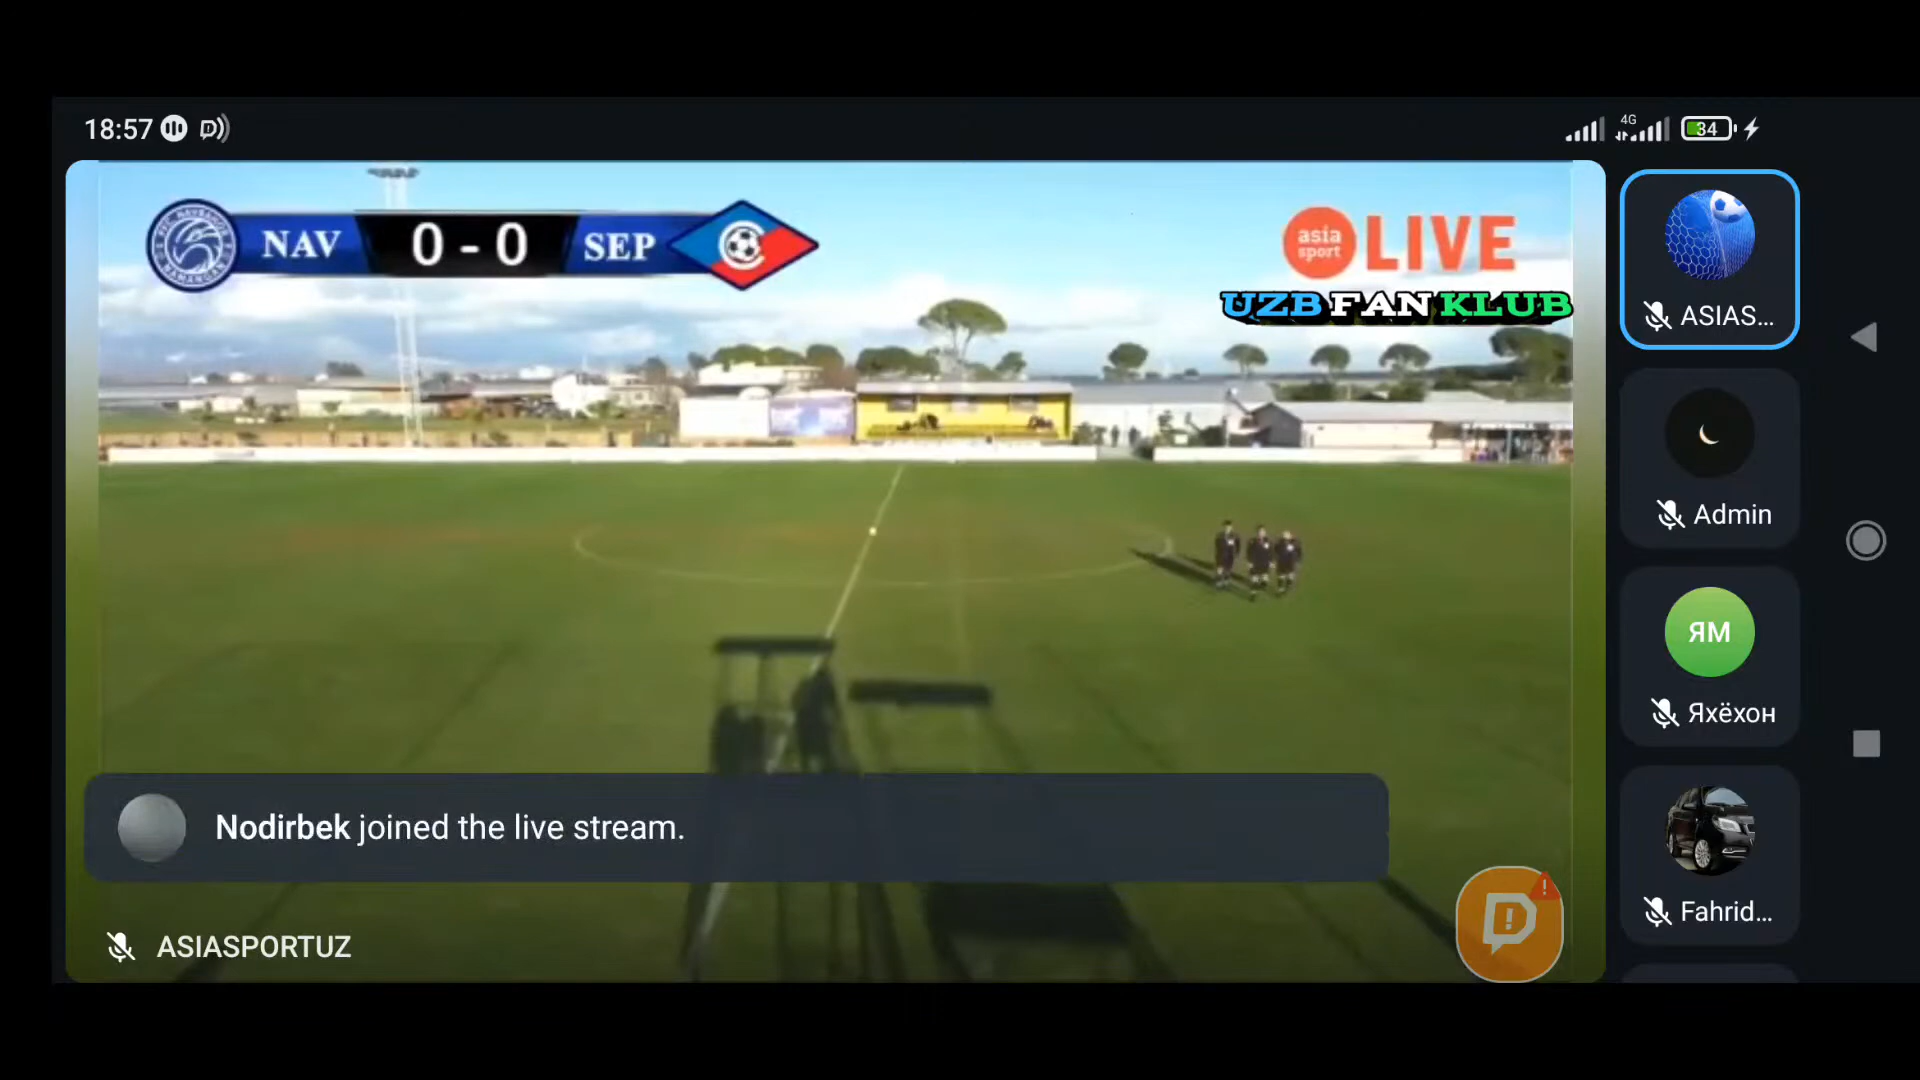 18:57
4G
34
NAV 0 - 0 SEP
asia
sport
LIVE
UZB FAN KLUB
ASIAS...
Admin
ЯМ
Яхёхон
Fahrid...
Nodirbek joined the live stream.
ASIASPORTUZ